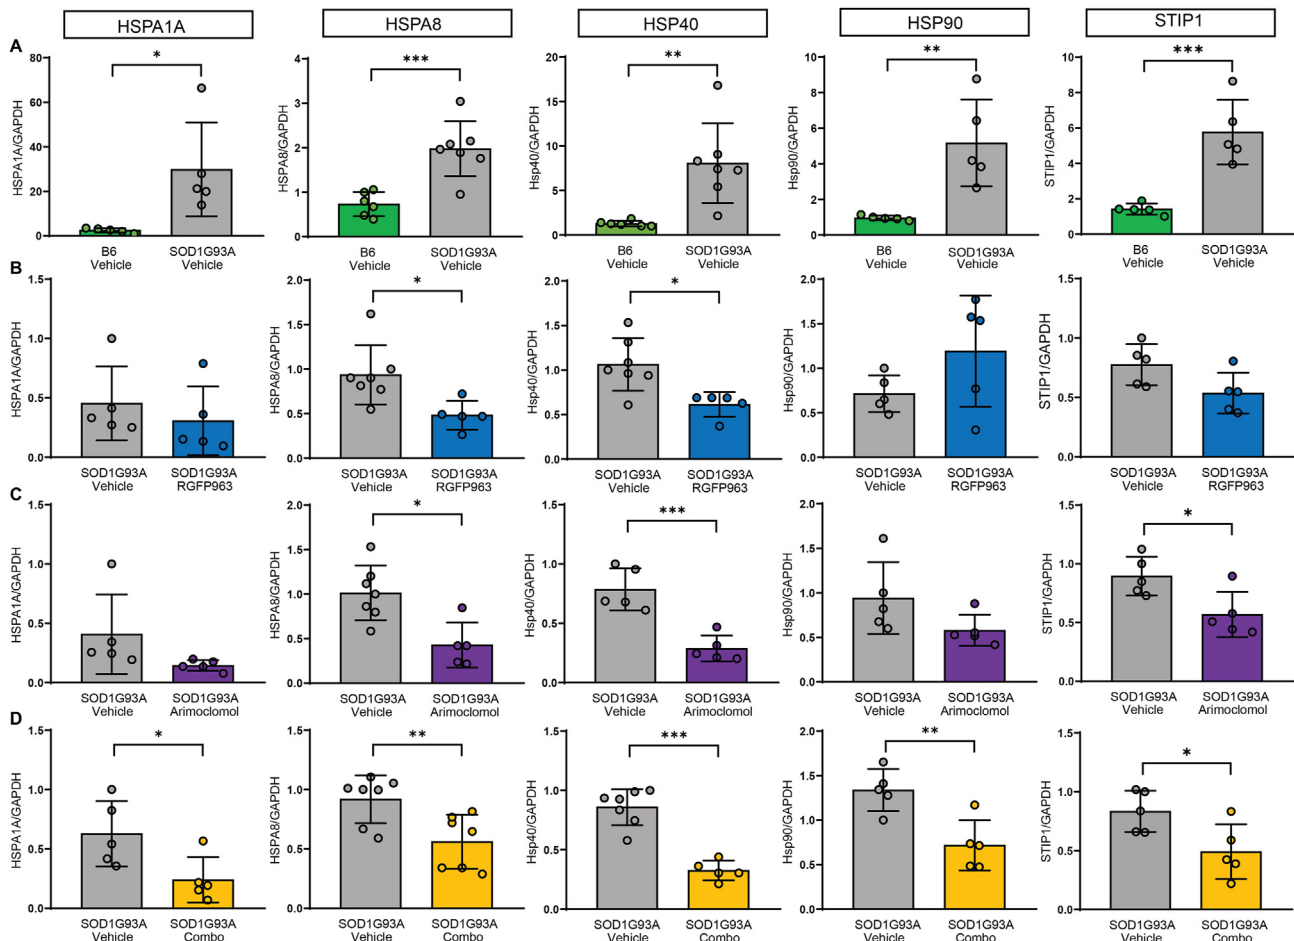 HSPA1A
HSPA8
HSP40
HSP90
STIP1
A
HSPA1A/GAPDH
80
60
40
20
0
*
B6
Vehicle
SOD1G93A
Vehicle
HSPA8/GAPDH
4
3
2
1
0
***
B6
Vehicle
SOD1G93A
Vehicle
Hsp40/GAPDH
20
15
10
5
0
**
B6
Vehicle
SOD1G93A
Vehicle
Hsp90/GAPDH
10
8
6
4
2
0
**
B6
Vehicle
SOD1G93A
Vehicle
STIP1/GAPDH
10
8
6
4
2
0
***
B6
Vehicle
SOD1G93A
Vehicle
B
HSPA1A/GAPDH
1.5
1.0
0.5
0.0
SOD1G93A
Vehicle
SOD1G93A
RGFP963
HSPA8/GAPDH
2.0
1.5
1.0
0.5
0.0
*
SOD1G93A
Vehicle
SOD1G93A
RGFP963
Hsp40/GAPDH
2.0
1.5
1.0
0.5
0.0
*
SOD1G93A
Vehicle
SOD1G93A
RGFP963
Hsp90/GAPDH
2.0
1.5
1.0
0.5
0.0
SOD1G93A
Vehicle
SOD1G93A
RGFP963
STIP1/GAPDH
1.5
1.0
0.5
0.0
SOD1G93A
Vehicle
SOD1G93A
RGFP963
C
HSPA1A/GAPDH
1.5
1.0
0.5
0.0
SOD1G93A
Vehicle
SOD1G93A
Arimoclomol
HSPA8/GAPDH
2.0
1.5
1.0
0.5
0.0
*
SOD1G93A
Vehicle
SOD1G93A
Arimoclomol
Hsp40/GAPDH
1.5
1.0
0.5
0.0
***
SOD1G93A
Vehicle
SOD1G93A
Arimoclomol
Hsp90/GAPDH
2.0
1.5
1.0
0.5
0.0
SOD1G93A
Vehicle
SOD1G93A
Arimoclomol
STIP1/GAPDH
1.5
1.0
0.5
0.0
*
SOD1G93A
Vehicle
SOD1G93A
Arimoclomol
D
HSPA1A/GAPDH
1.5
1.0
0.5
0.0
*
SOD1G93A
Vehicle
SOD1G93A
Combo
HSPA8/GAPDH
1.5
1.0
0.5
0.0
**
SOD1G93A
Vehicle
SOD1G93A
Combo
Hsp40/GAPDH
1.5
1.0
0.5
0.0
***
SOD1G93A
Vehicle
SOD1G93A
Combo
Hsp90/GAPDH
2.0
1.5
1.0
0.5
0.0
**
SOD1G93A
Vehicle
SOD1G93A
Combo
STIP1/GAPDH
1.5
1.0
0.5
0.0
*
SOD1G93A
Vehicle
SOD1G93A
Combo